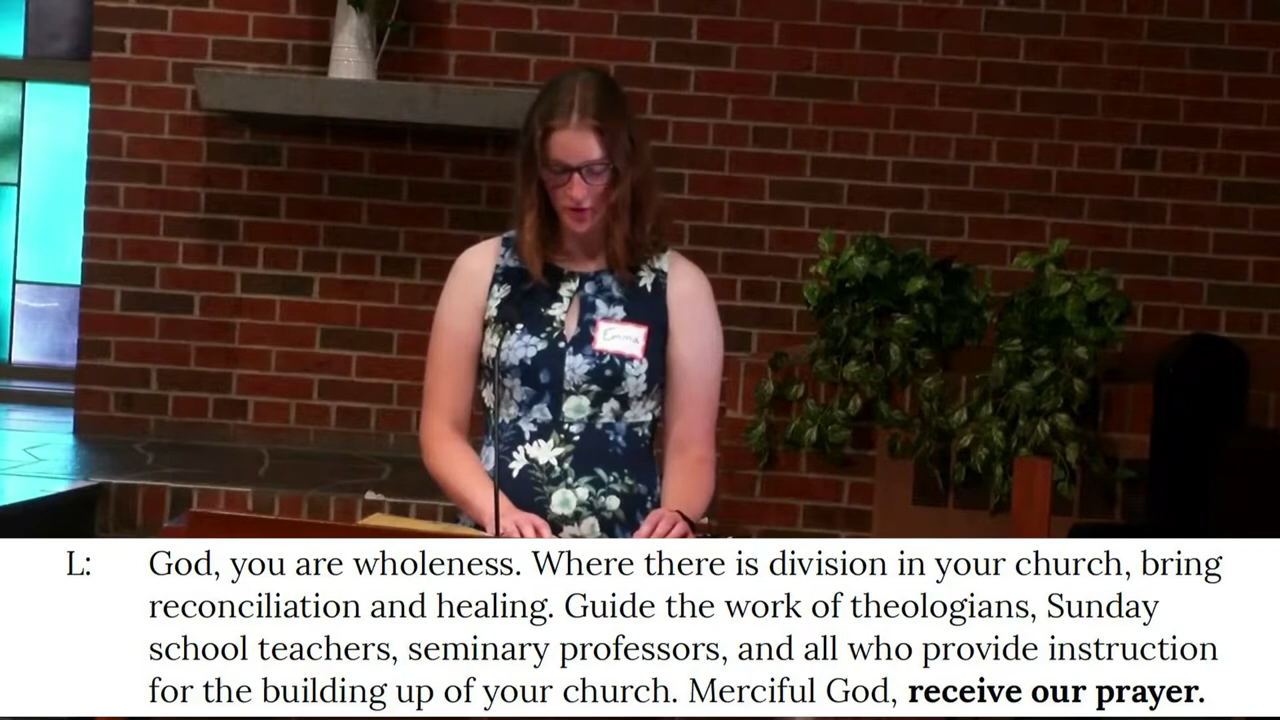 Emma
L: God, you are wholeness. Where there is division in your church, bring
reconciliation and healing. Guide the work of theologians, Sunday
school teachers, seminary professors, and all who provide instruction
for the building up of your church. Merciful God, receive our prayer.